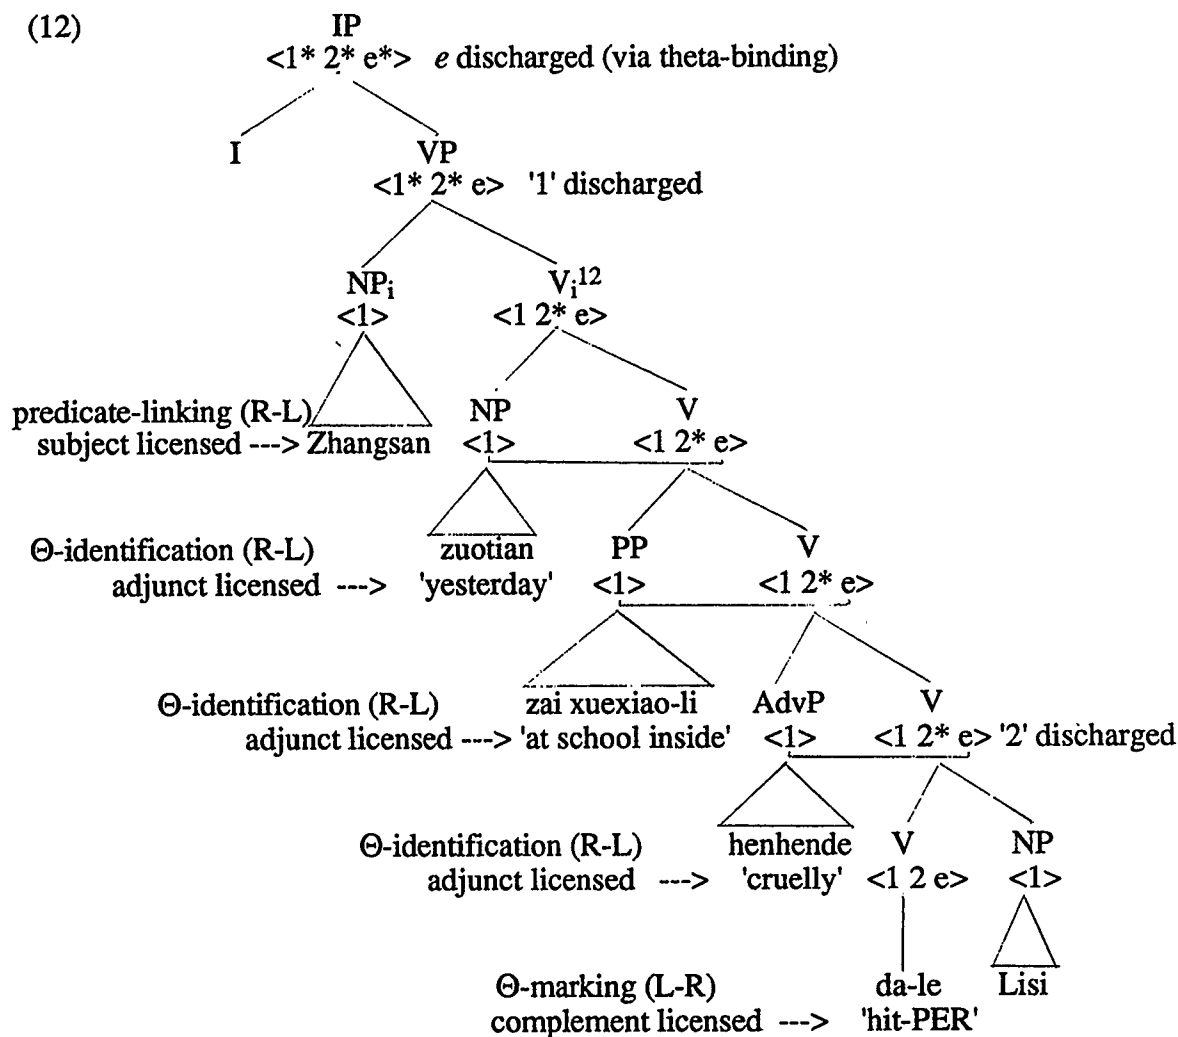 (12)
IP
<1* 2* e*> e discharged (via theta-binding)
I VP
<1* 2* e> '1' discharged
NPi Vi12
<1> <1 2* e>
predicate-linking (R-L) NP V
subject licensed ---> Zhangsan <1> <1 2* e>
Θ-identification (R-L) zuotian PP V
adjunct licensed ---> 'yesterday' <1> <1 2* e>
Θ-identification (R-L) zai xuexiao-li AdvP V
adjunct licensed ---> 'at school inside' <1> <1 2* e> '2' discharged
Θ-identification (R-L) henhende V NP
adjunct licensed ---> 'cruelly' <1 2 e> <1>
Θ-marking (L-R) da-le Lisi
complement licensed ---> 'hit-PER'